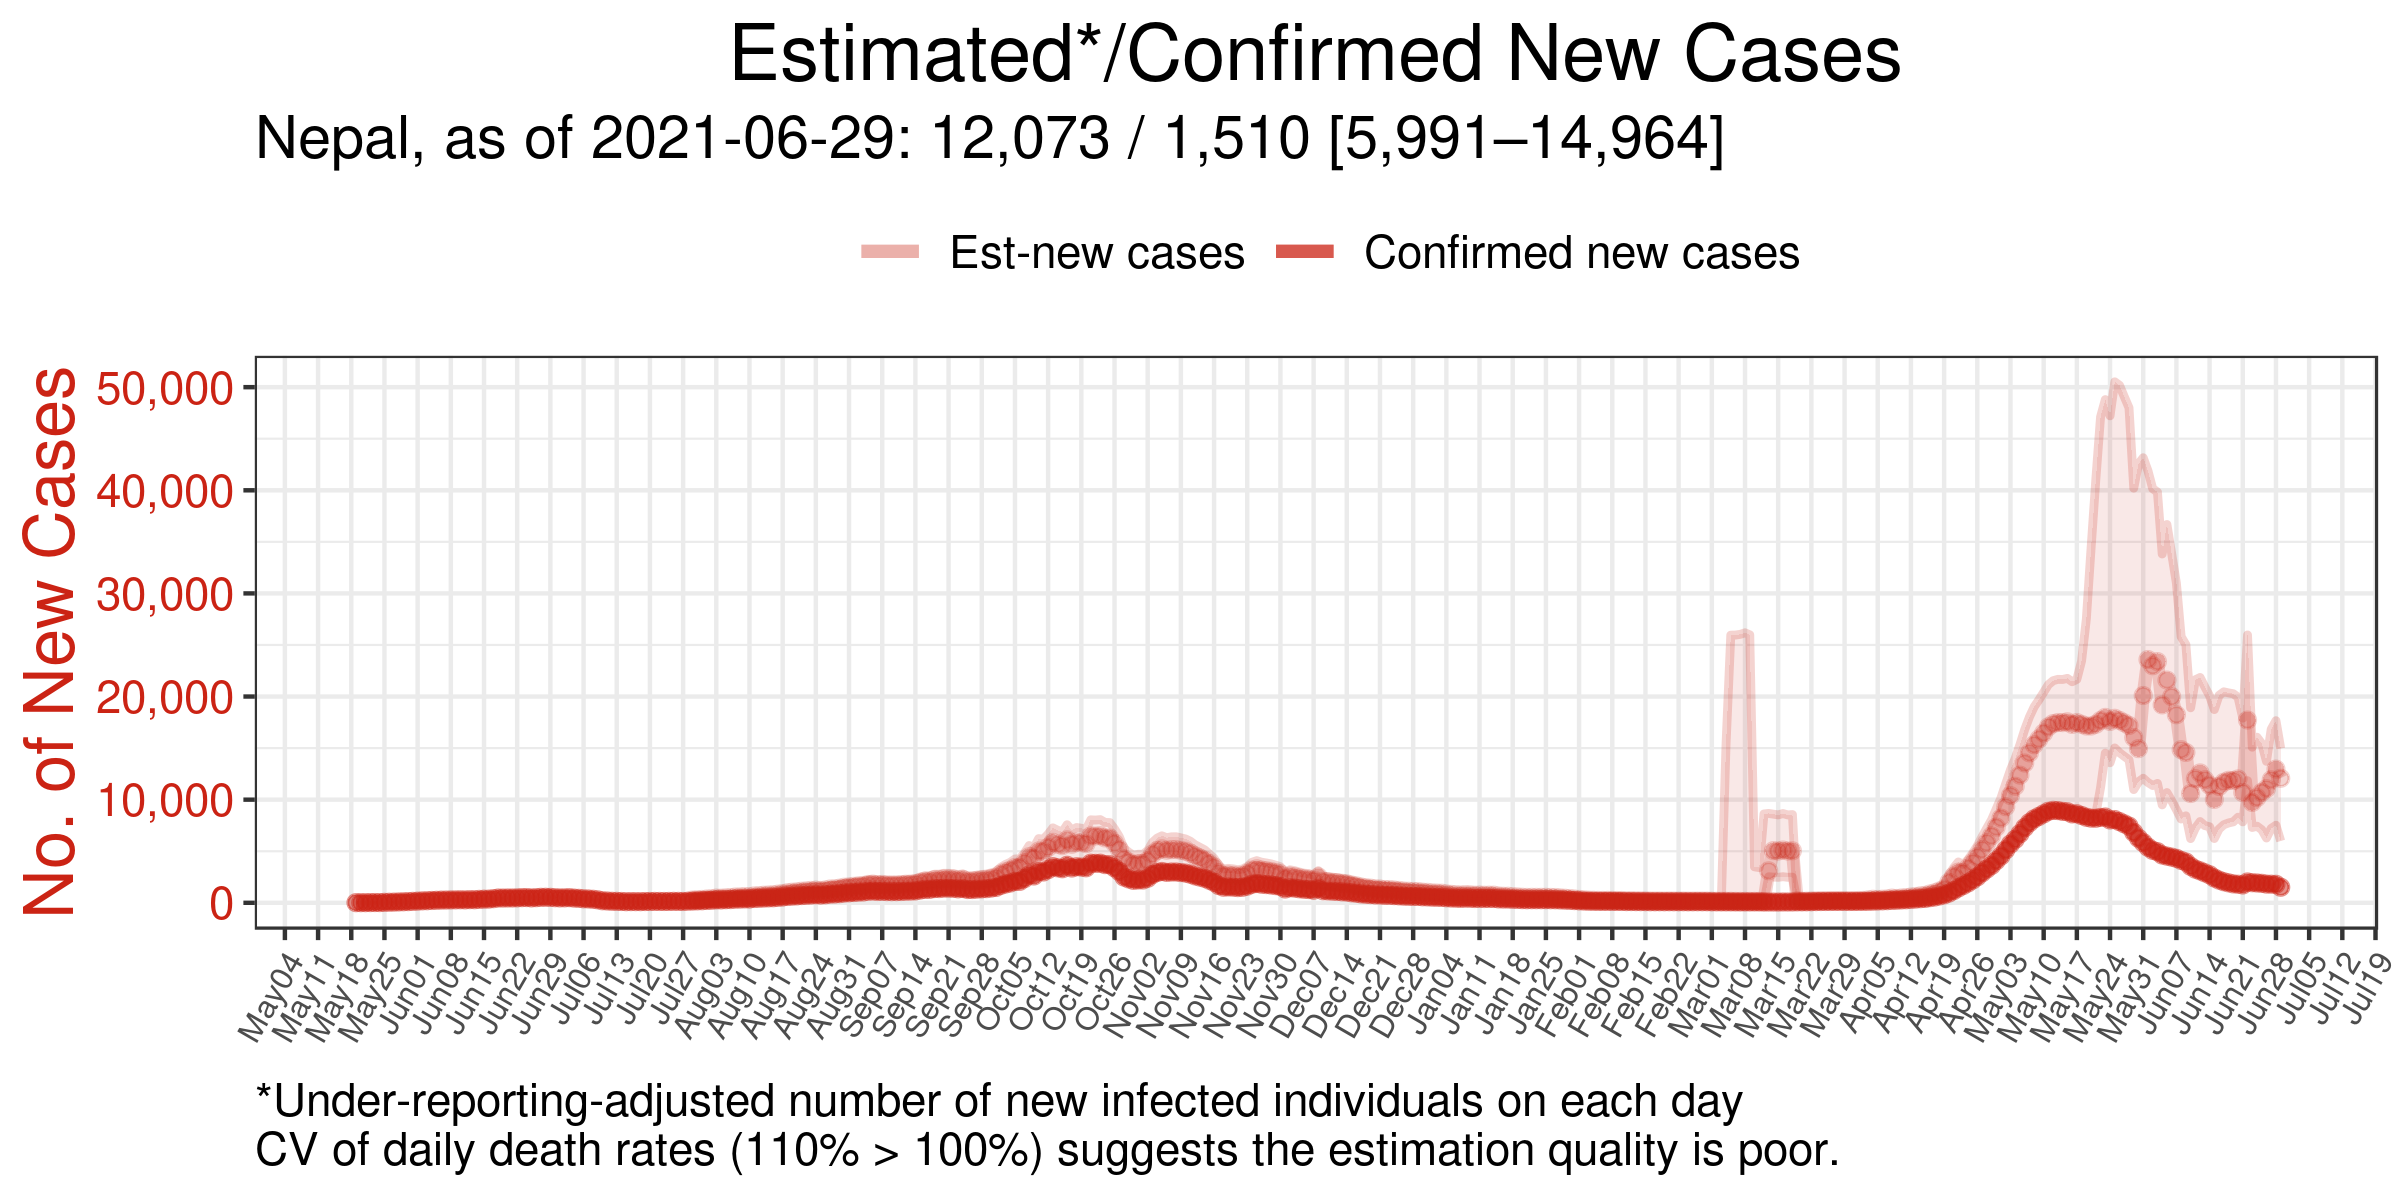 Estimated*/Confirmed New Cases
Nepal, as of 2021-06-29: 12,073 / 1,510 [5,991–14,964]
Est-new cases
Confirmed new cases
No. of New Cases
50,000
40,000
30,000
20,000
10,000
0
May04
May11
May18
May25
Jun01
Jun08
Jun15
Jun22
Jun29
Jul06
Jul13
Jul20
Jul27
Aug03
Aug10
Aug17
Aug24
Aug31
Sep07
Sep14
Sep21
Sep28
Oct05
Oct12
Oct19
Oct26
Nov02
Nov09
Nov16
Nov23
Nov30
Dec07
Dec14
Dec21
Dec28
Jan04
Jan11
Jan18
Jan25
Feb01
Feb08
Feb15
Feb22
Mar01
Mar08
Mar15
Mar22
Mar29
Apr05
Apr12
Apr19
Apr26
May03
May10
May17
May24
May31
Jun07
Jun14
Jun21
Jun28
Jul05
Jul12
Jul19
*Under-reporting-adjusted number of new infected individuals on each day
CV of daily death rates (110% > 100%) suggests the estimation quality is poor.